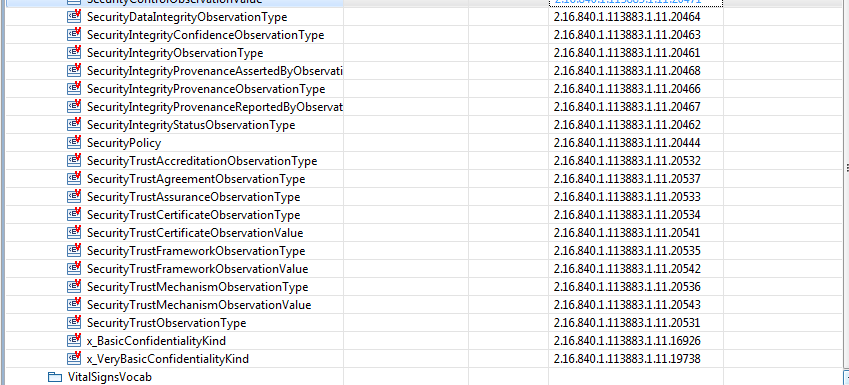 SecurityControlObservationValue 2.16.840.1.113883.1.11.20471
SecurityDataIntegrityObservationType 2.16.840.1.113883.1.11.20464
SecurityIntegrityConfidenceObservationType 2.16.840.1.113883.1.11.20463
SecurityIntegrityObservationType 2.16.840.1.113883.1.11.20461
SecurityIntegrityProvenanceAssertedByObservati 2.16.840.1.113883.1.11.20468
SecurityIntegrityProvenanceObservationType 2.16.840.1.113883.1.11.20466
SecurityIntegrityProvenanceReportedByObservat 2.16.840.1.113883.1.11.20467
SecurityIntegrityStatusObservationType 2.16.840.1.113883.1.11.20462
SecurityPolicy 2.16.840.1.113883.1.11.20444
SecurityTrustAccreditationObservationType 2.16.840.1.113883.1.11.20532
SecurityTrustAgreementObservationType 2.16.840.1.113883.1.11.20537
SecurityTrustAssuranceObservationType 2.16.840.1.113883.1.11.20533
SecurityTrustCertificateObservationType 2.16.840.1.113883.1.11.20534
SecurityTrustCertificateObservationValue 2.16.840.1.113883.1.11.20541
SecurityTrustFrameworkObservationType 2.16.840.1.113883.1.11.20535
SecurityTrustFrameworkObservationValue 2.16.840.1.113883.1.11.20542
SecurityTrustMechanismObservationType 2.16.840.1.113883.1.11.20536
SecurityTrustMechanismObservationValue 2.16.840.1.113883.1.11.20543
SecurityTrustObservationType 2.16.840.1.113883.1.11.20531
x_BasicConfidentialityKind 2.16.840.1.113883.1.11.16926
x_VeryBasicConfidentialityKind 2.16.840.1.113883.1.11.19738
VitalSignsVocab